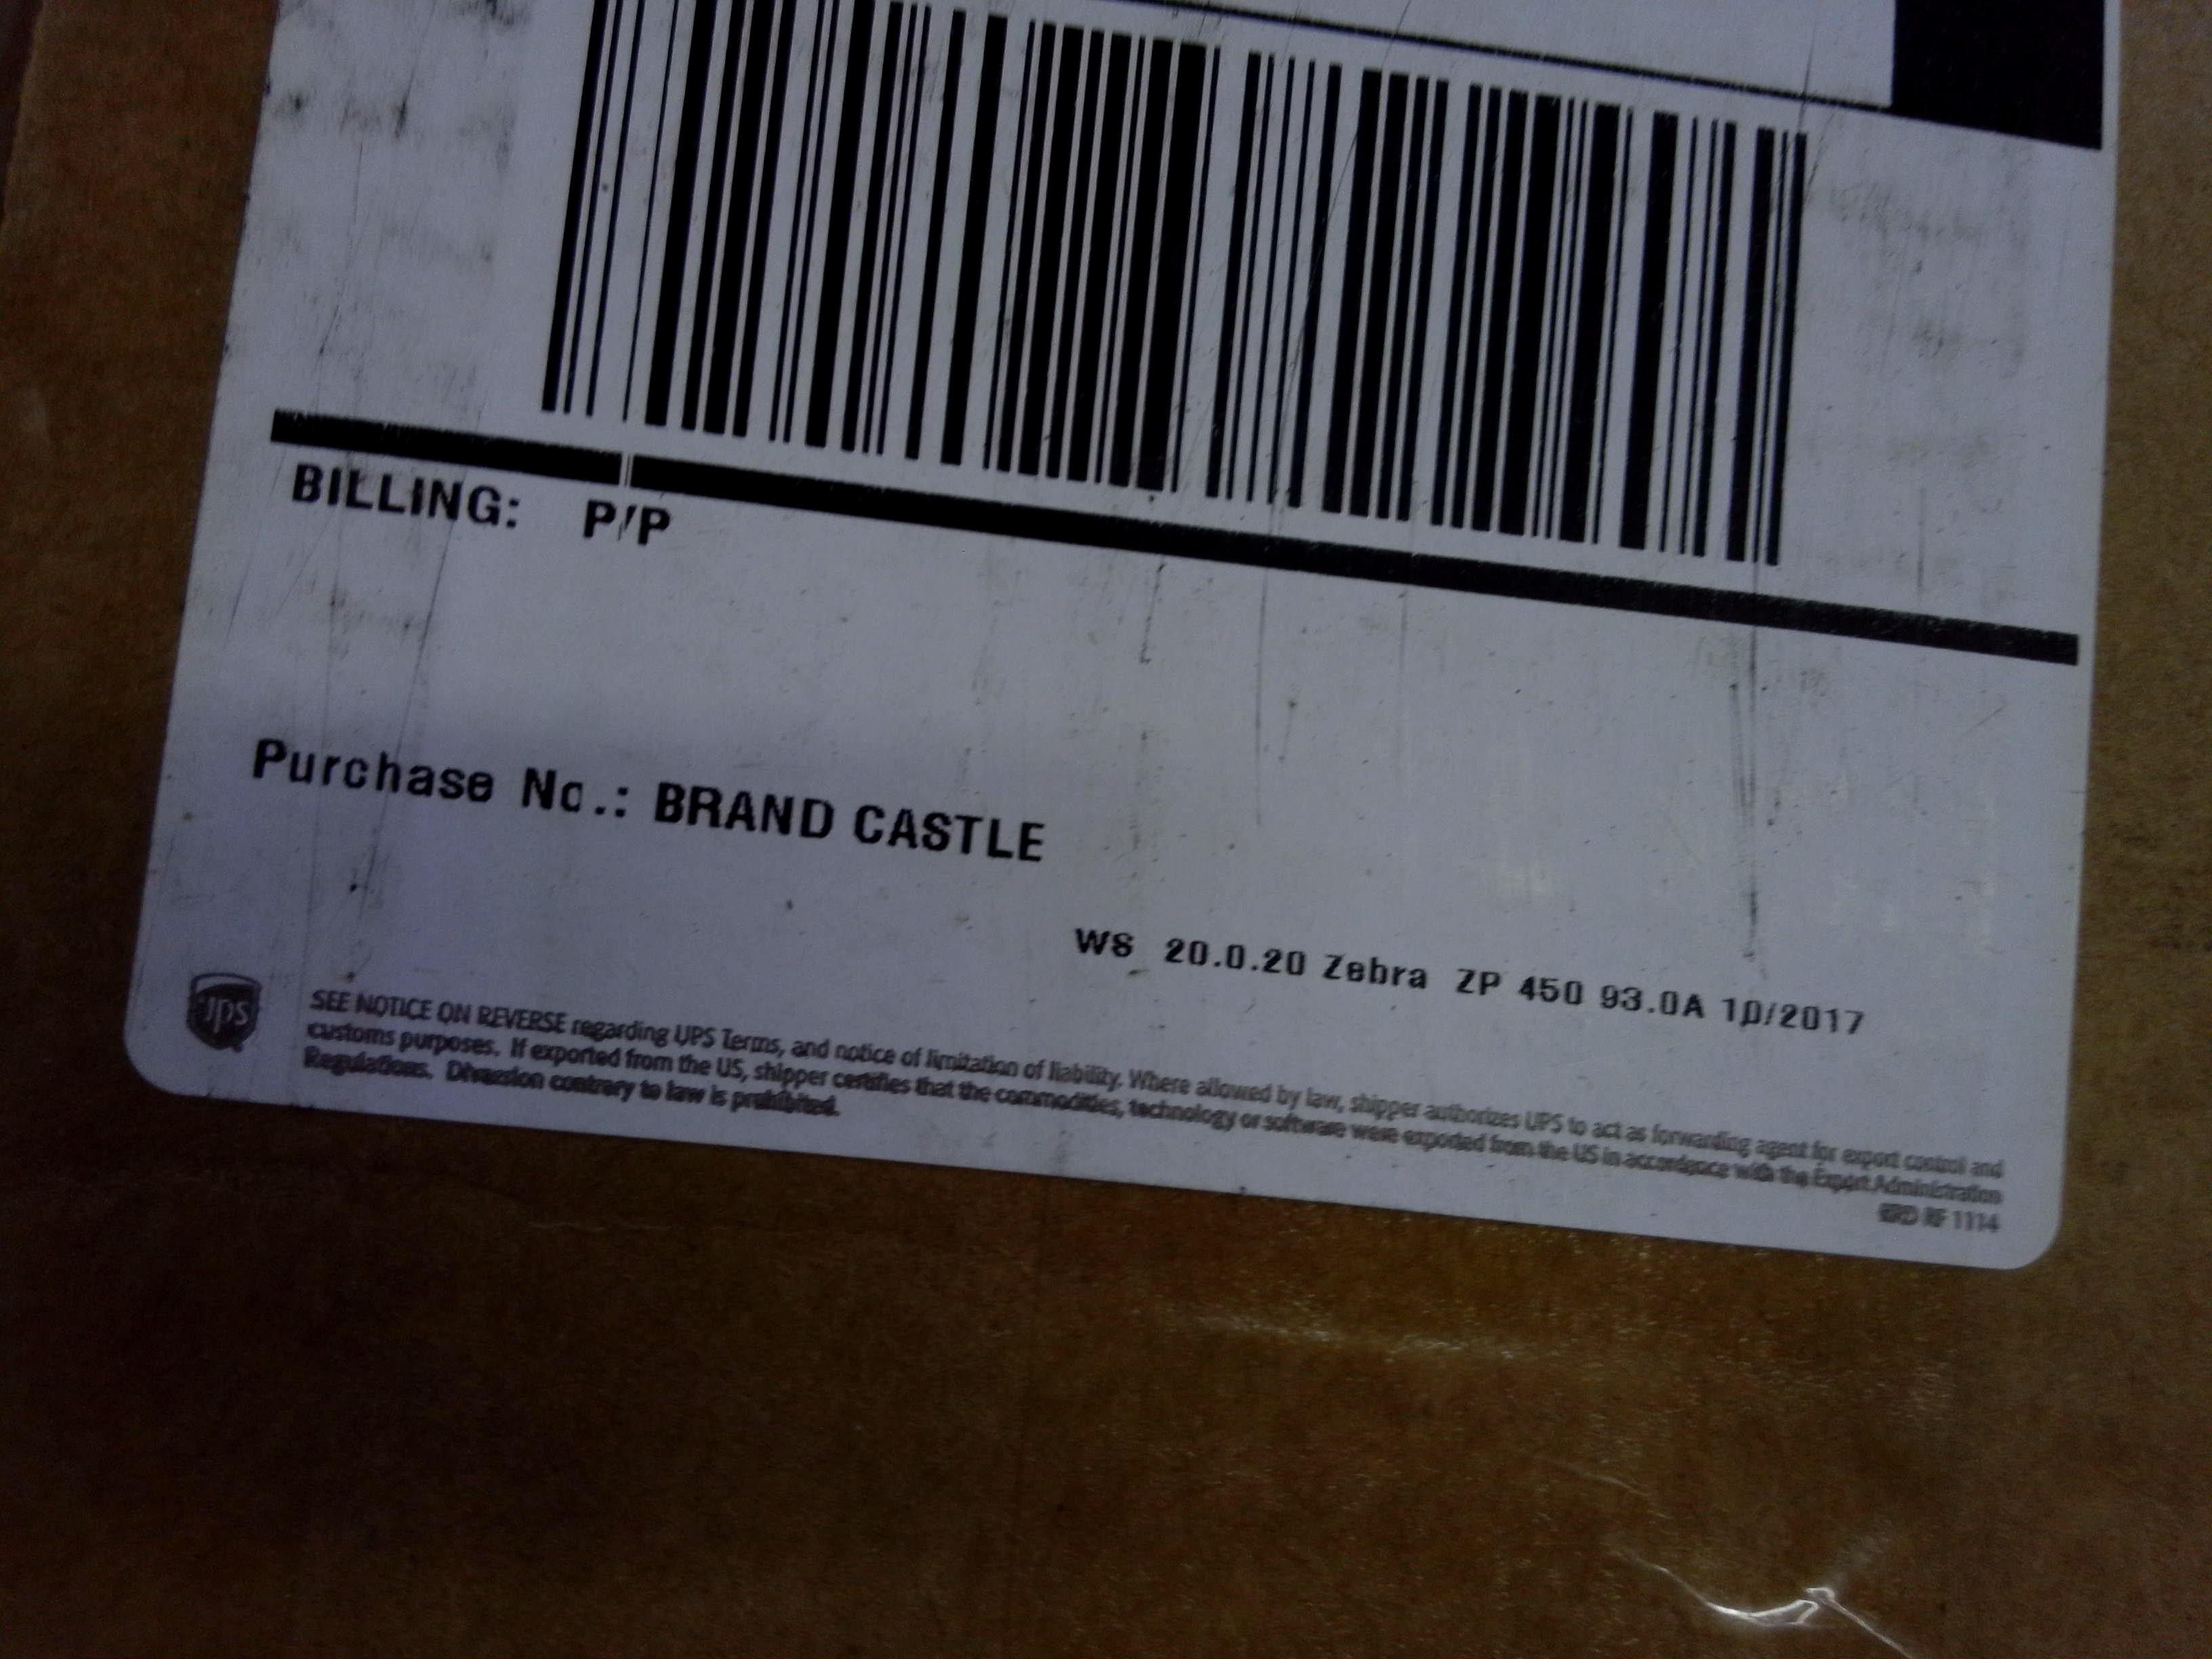 BILLING: P/P
Purchase No.: BRAND CASTLE
WS 20.0.20 Zebra ZP 450 93.0A 10/2017
ups
SEE NOTICE ON REVERSE regarding UPS Terms, and notice of limitation of liability. Where allowed by law, shipper authorizes UPS to act as forwarding agent for export control and
customs purposes. If exported from the US, shipper certifies that the commodities, technology or software were exported from the US in accordance with the Export Administration
Regulations. Diversion contrary to law is prohibited.
RF 1114